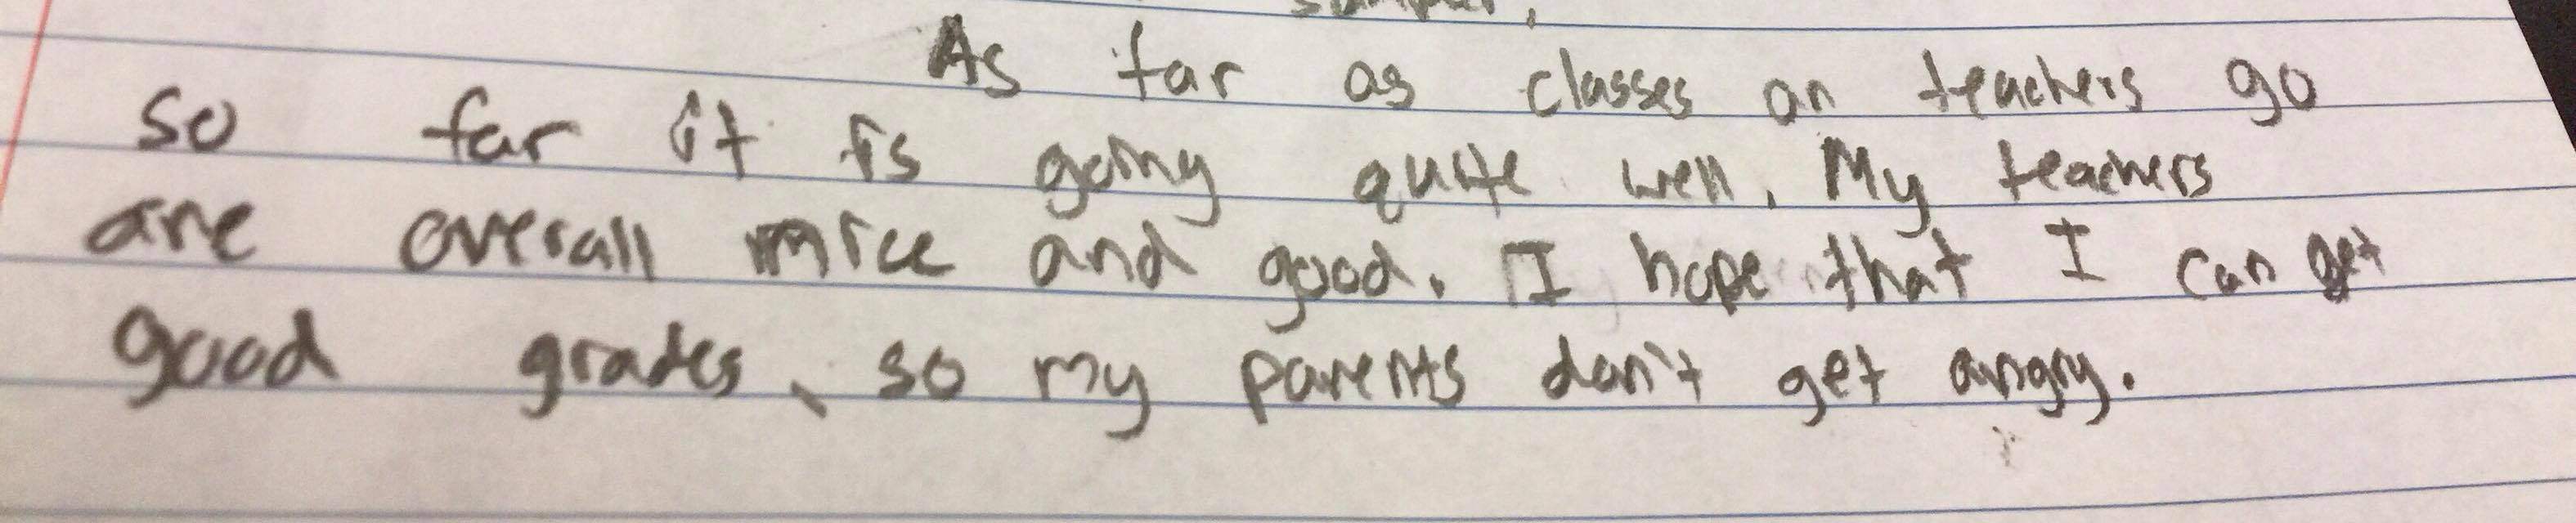 As far as classes an teachers go
so far it is going quite well. My teachers
are overall nice and good. I hope that I can get
good grades, so my parents don't get angry.